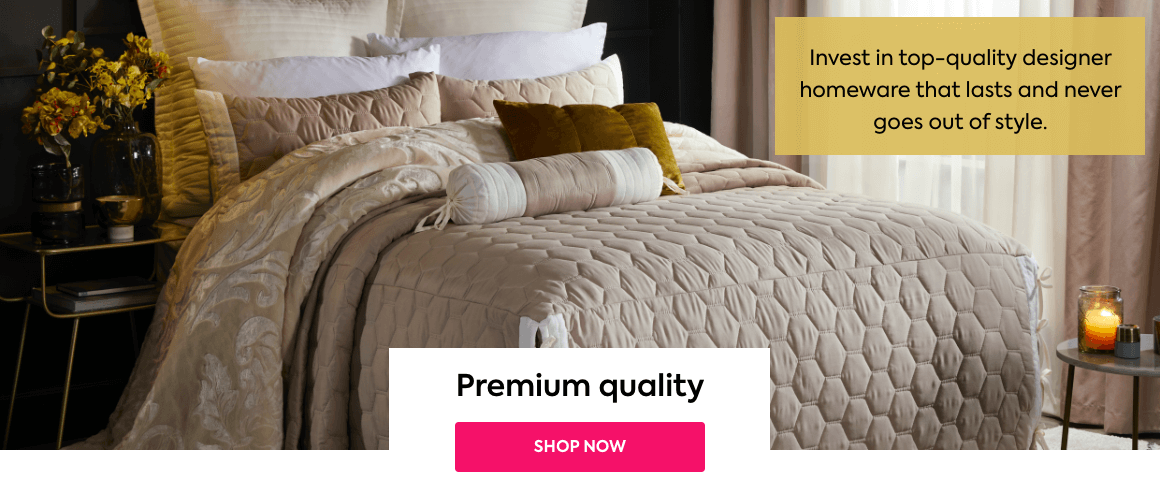 Invest in top-quality designer
homeware that lasts and never
goes out of style.
Premium quality
SHOP NOW